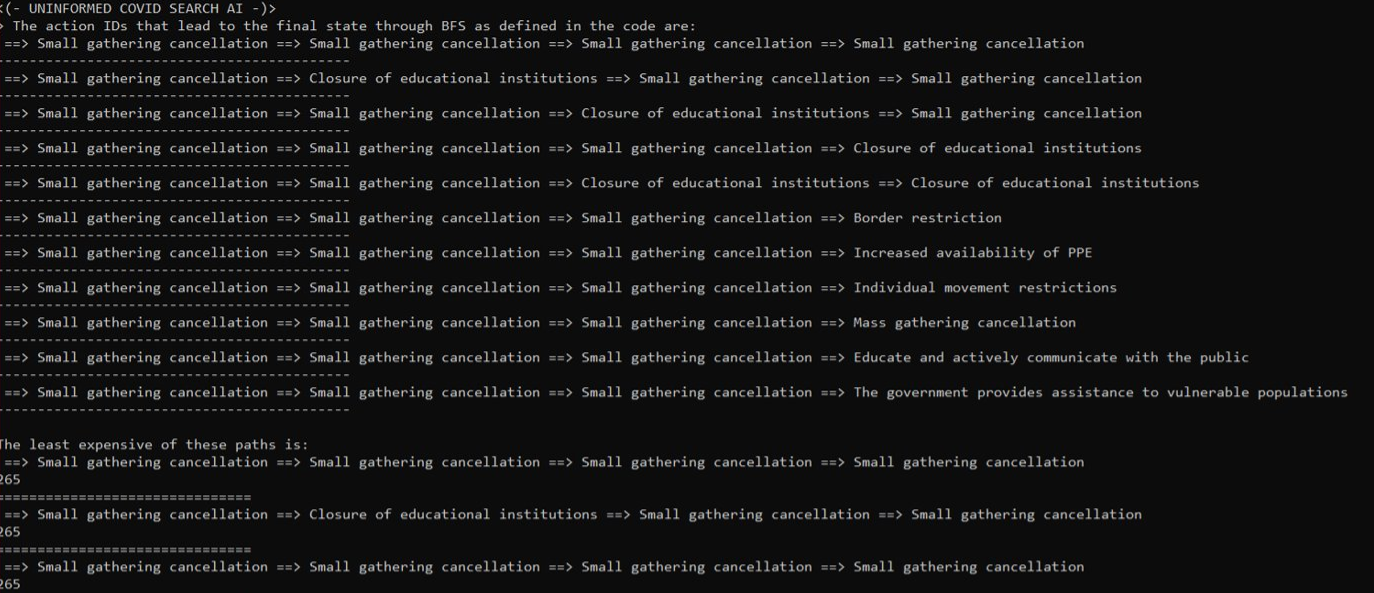 <(- UNINFORMED COVID SEARCH AI -)>
> The action IDs that lead to the final state through BFS as defined in the code are:
==> Small gathering cancellation ==> Small gathering cancellation ==> Small gathering cancellation ==> Small gathering cancellation
-------------------------------------------
==> Small gathering cancellation ==> Closure of educational institutions ==> Small gathering cancellation ==> Small gathering cancellation
-------------------------------------------
==> Small gathering cancellation ==> Small gathering cancellation ==> Closure of educational institutions ==> Small gathering cancellation
-------------------------------------------
==> Small gathering cancellation ==> Small gathering cancellation ==> Small gathering cancellation ==> Closure of educational institutions
-------------------------------------------
==> Small gathering cancellation ==> Small gathering cancellation ==> Closure of educational institutions ==> Closure of educational institutions
-------------------------------------------
==> Small gathering cancellation ==> Small gathering cancellation ==> Small gathering cancellation ==> Border restriction
-------------------------------------------
==> Small gathering cancellation ==> Small gathering cancellation ==> Small gathering cancellation ==> Increased availability of PPE
-------------------------------------------
==> Small gathering cancellation ==> Small gathering cancellation ==> Small gathering cancellation ==> Individual movement restrictions
-------------------------------------------
==> Small gathering cancellation ==> Small gathering cancellation ==> Small gathering cancellation ==> Mass gathering cancellation
-------------------------------------------
==> Small gathering cancellation ==> Small gathering cancellation ==> Small gathering cancellation ==> Educate and actively communicate with the public
-------------------------------------------
==> Small gathering cancellation ==> Small gathering cancellation ==> Small gathering cancellation ==> The government provides assistance to vulnerable populations
-------------------------------------------
The least expensive of these paths is:
==> Small gathering cancellation ==> Small gathering cancellation ==> Small gathering cancellation ==> Small gathering cancellation
265
===============================
==> Small gathering cancellation ==> Closure of educational institutions ==> Small gathering cancellation ==> Small gathering cancellation
265
===============================
==> Small gathering cancellation ==> Small gathering cancellation ==> Small gathering cancellation ==> Small gathering cancellation
265